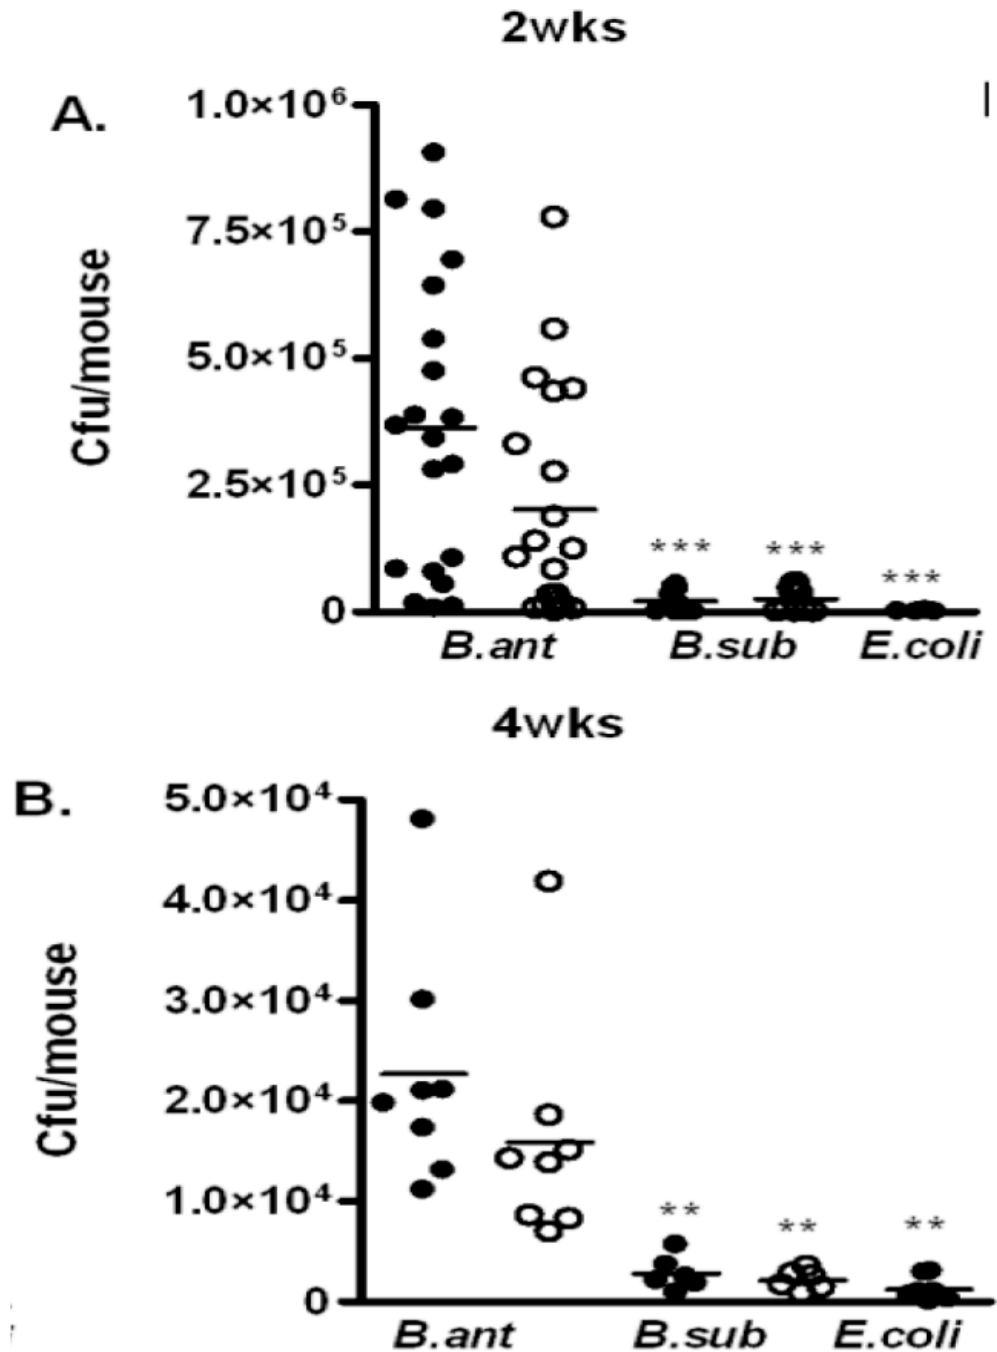 2wks
A.
1.0×10⁶
7.5×10⁵
5.0×10⁵
2.5×10⁵
0
Cfu/mouse
***
***
***
B.ant
B.sub
E.coli
4wks
B.
5.0×10⁴
4.0×10⁴
3.0×10⁴
2.0×10⁴
1.0×10⁴
0
Cfu/mouse
**
**
**
B.ant
B.sub
E.coli